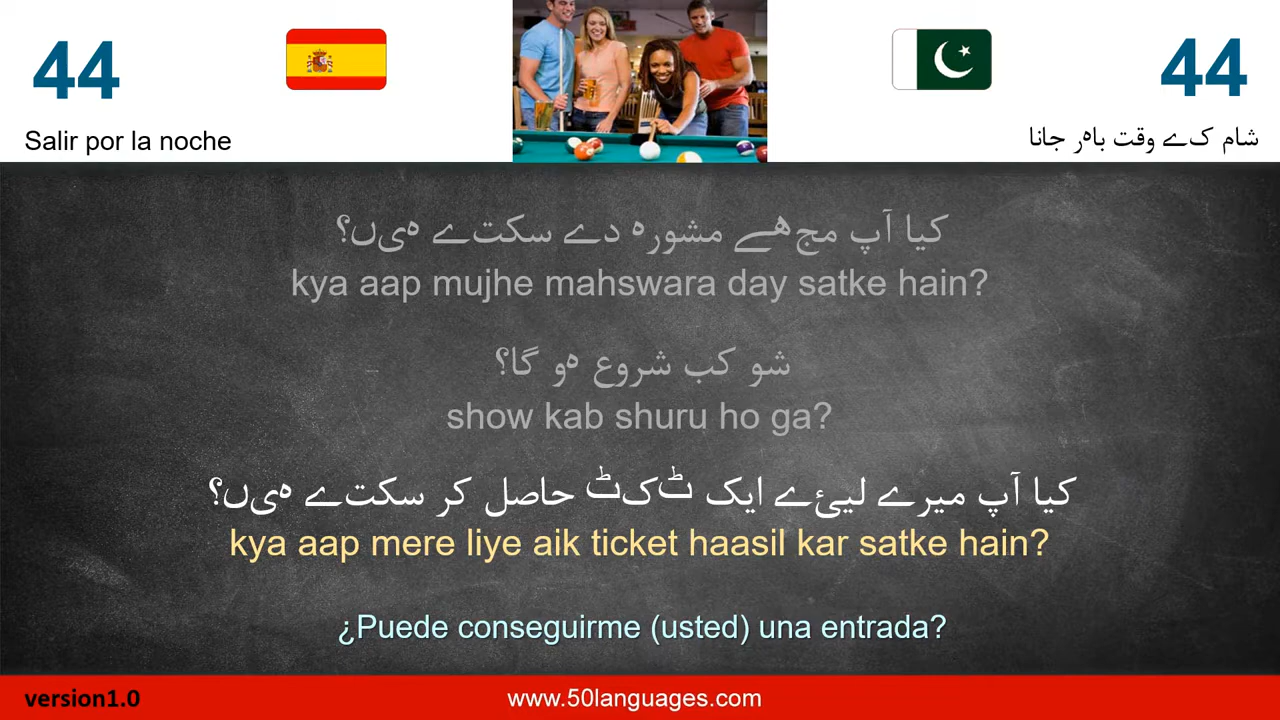 44
44
Salir por la noche
شام کے وقت باہر جانا
کیا آپ مجھے مشورہ دے سکتے ہیں؟
kya aap mujhe mahswara day satke hain?
شو کب شروع ہو گا؟
show kab shuru ho ga?
کیا آپ میرے لیئے ایک ٹکٹ حاصل کر سکتے ہیں؟
kya aap mere liye aik ticket haasil kar satke hain?
¿Puede conseguirme (usted) una entrada?
version1.0
www.50languages.com